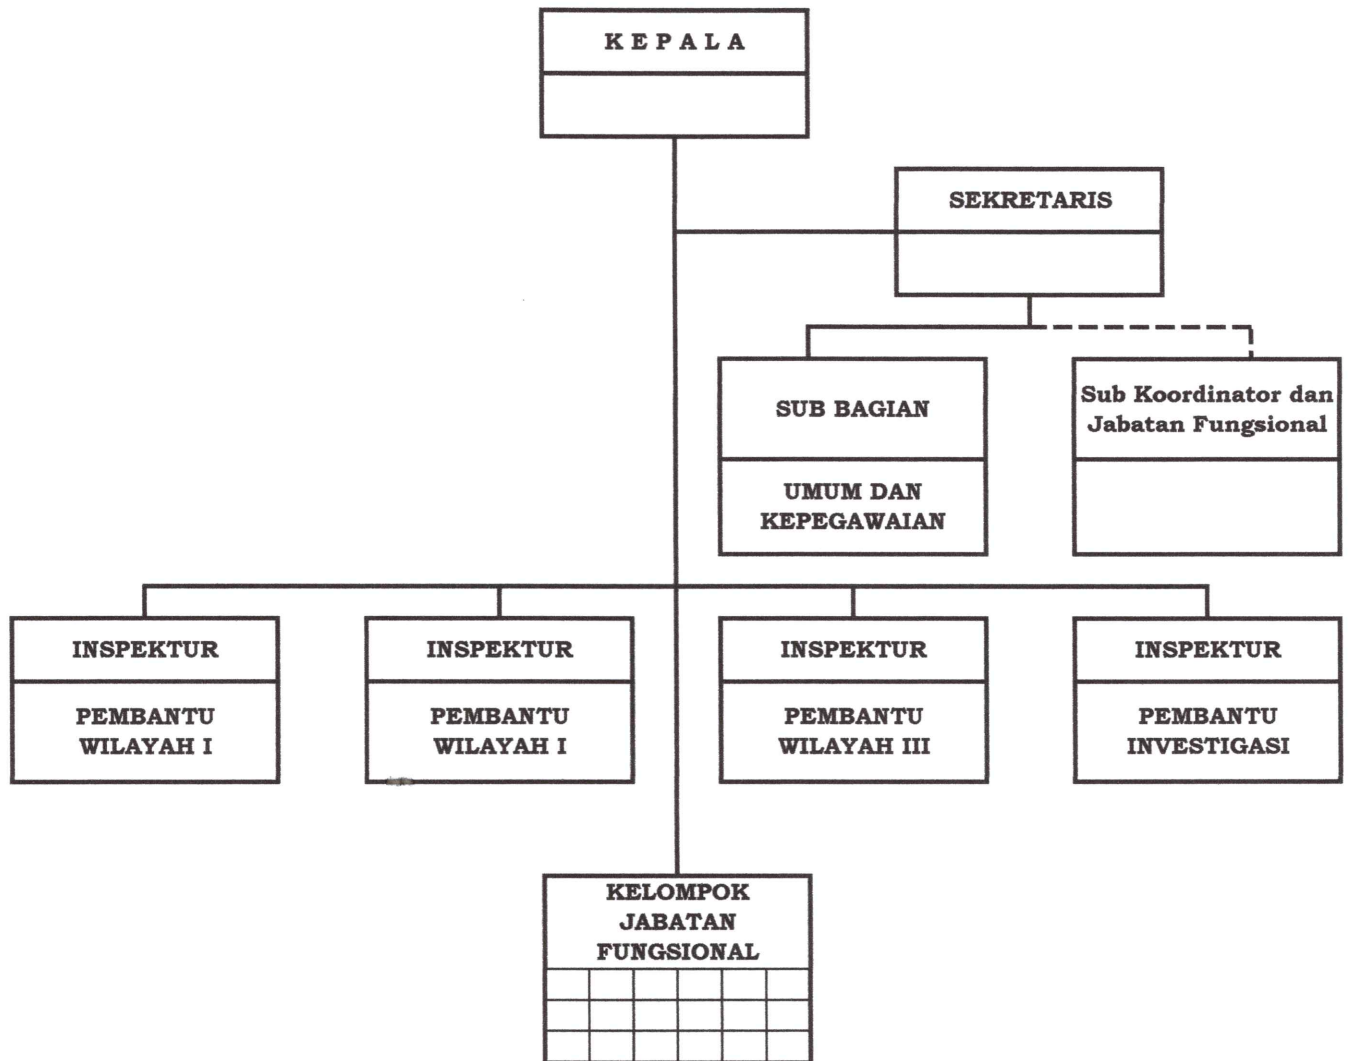 K E P A L A
SEKRETARIS
SUB BAGIAN
UMUM DAN
KEPEGAWAIAN
Sub Koordinator dan
Jabatan Fungsional
INSPEKTUR
PEMBANTU
WILAYAH I
INSPEKTUR
PEMBANTU
WILAYAH I
INSPEKTUR
PEMBANTU
WILAYAH III
INSPEKTUR
PEMBANTU
INVESTIGASI
KELOMPOK
JABATAN
FUNGSIONAL